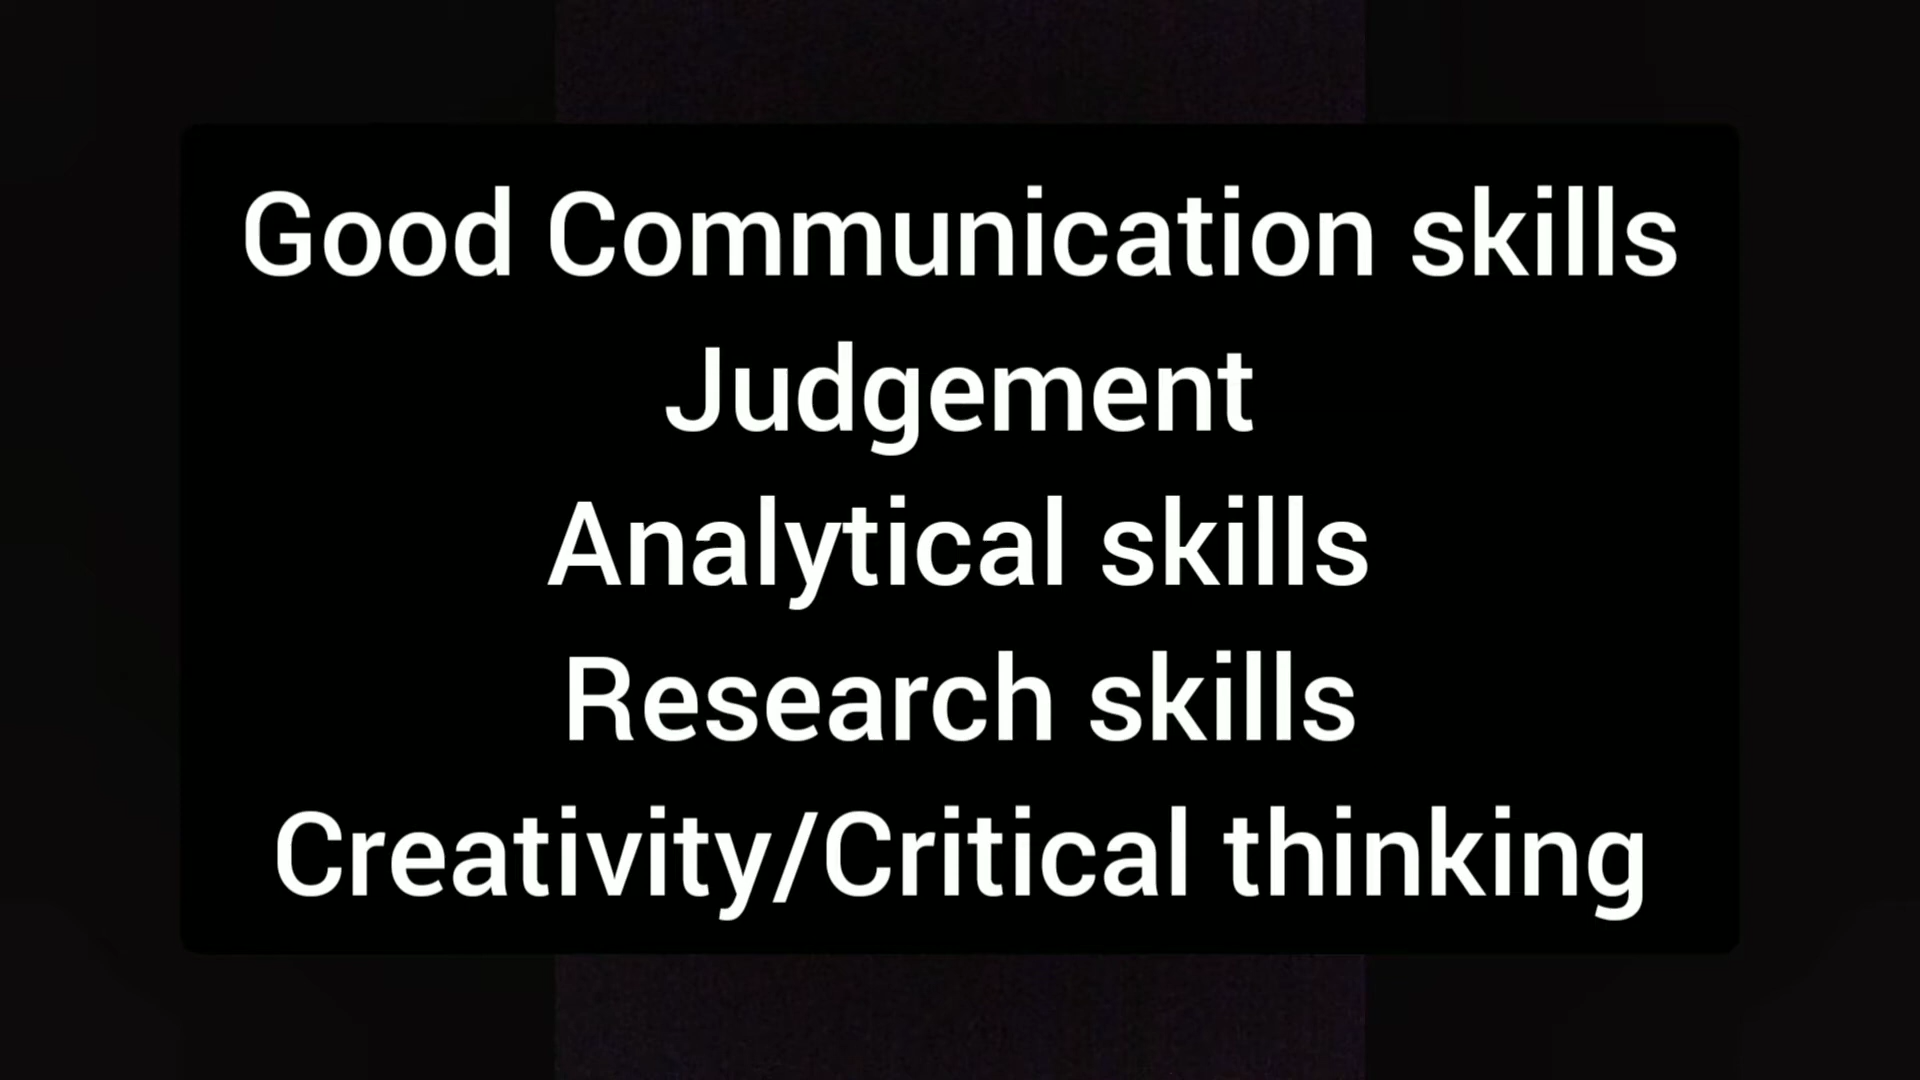 Good Communication skills
Judgement
Analytical skills
Research skills
Creativity/Critical thinking